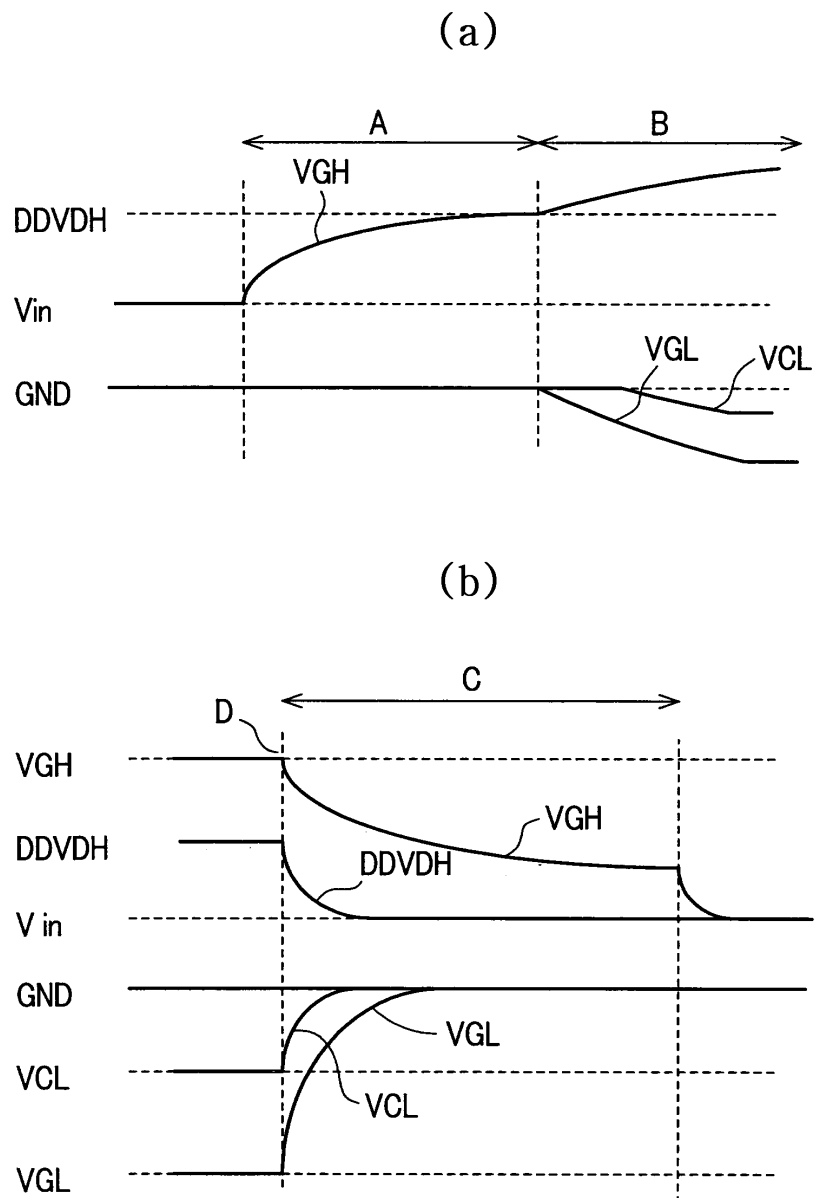 (a)
A
B
VGH
DDVDH
Vin
VGL
VCL
GND
(b)
C
D
VGH
VGH
DDVDH
DDVDH
V in
GND
VGL
VCL
VCL
VGL